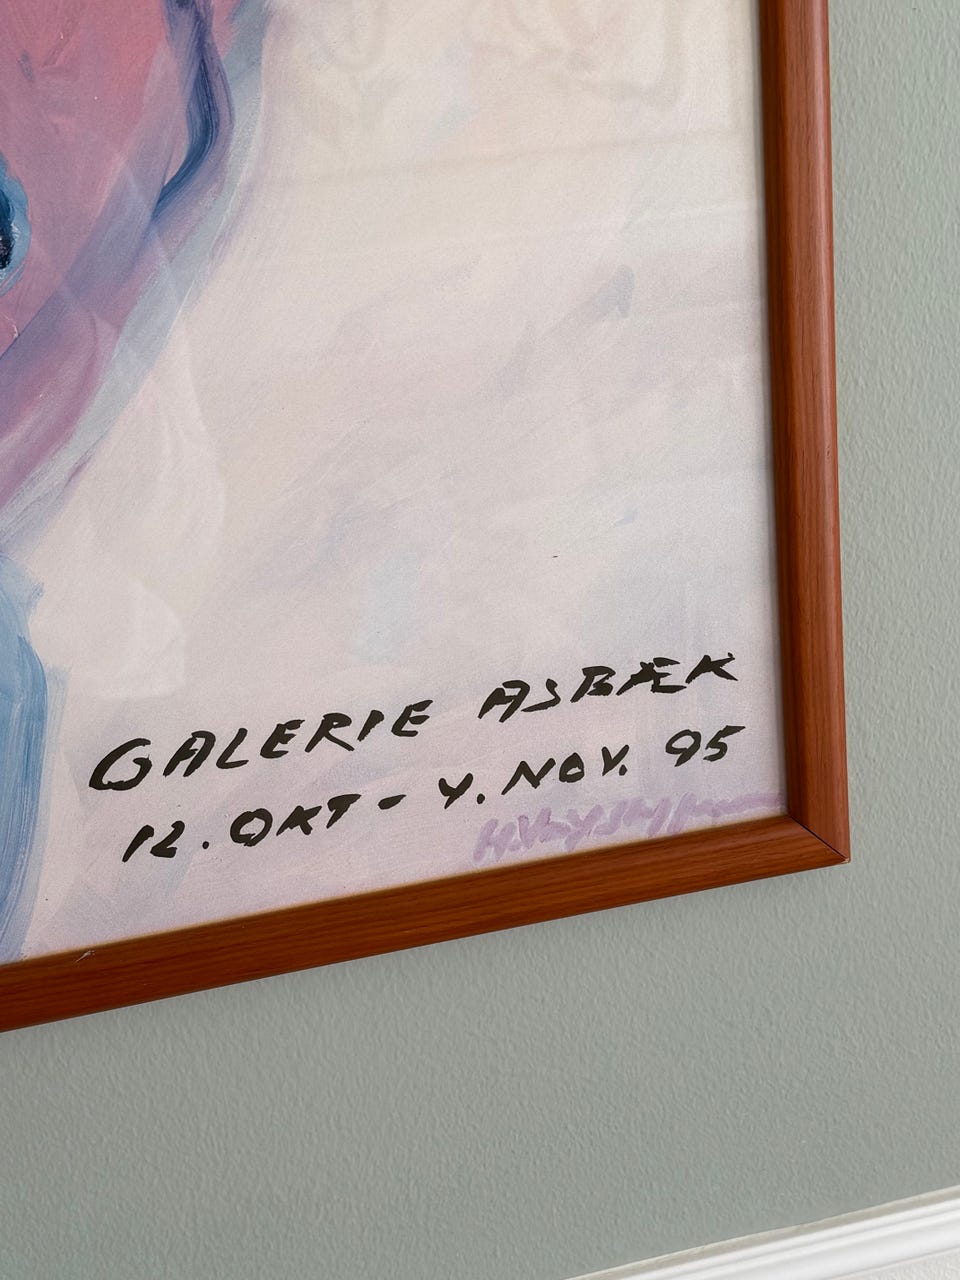 GALERIE ASBÆK
12. OKT - 4. NOV. 95